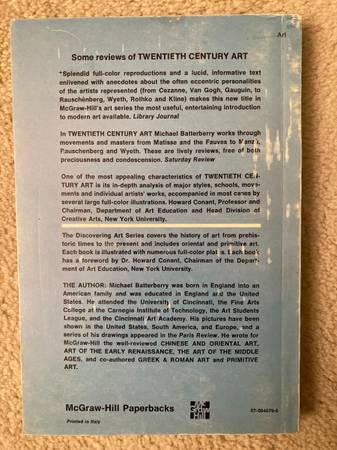 Art
Some reviews of TWENTIETH CENTURY ART
"Splendid full-color reproductions and a lucid, informative text
enlivened with anecdotes about the often eccentric personalities
of the artists represented (from Cezanne, Van Gogh, Gauguin, to
Rauschenberg, Wyeth, Rothko and Kline) makes this new title in
McGraw-Hill's art series the most useful, entertaining introduction
to modern art available. Library Journal
In TWENTIETH CENTURY ART Michael Batterberry works through
movements and masters from Matisse and the Fauves to Manzù,
Rauschenberg and Wyeth. These are lively reviews, free of both
preciousness and condescension. Saturday Review
One of the most appealing characteristics of TWENTIETH CEN-
TURY ART is its in-depth analysis of major styles, schools, move-
ments and individual artists' works, accompanied in most cases by
several large full-color illustrations. Howard Conant, Professor and
Chairman, Department of Art Education and Head Division of
Creative Arts, New York University.
The Discovering Art Series covers the history of art from prehis-
toric times to the present and includes oriental and primitive art.
Each book is illustrated with numerous full-color plates. Each book
has a foreword by Dr. Howard Conant, Chairman of the Depart-
ment of Art Education, New York University.
THE AUTHOR: Michael Batterberry was born in England into an
American family and was educated in England and the United
States. He attended the University of Cincinnati, the Fine Arts
College at the Carnegie Institute of Technology, the Art Students
League, and the Cincinnati Art Academy. His pictures have been
shown in the United States, South America, and Europe, and a
series of his drawings appeared in the Paris Review. He wrote for
McGraw-Hill the well-reviewed CHINESE AND ORIENTAL ART,
ART OF THE EARLY RENAISSANCE, THE ART OF THE MIDDLE
AGES, and co-authored GREEK & ROMAN ART and PRIMITIVE
ART.
McGraw-Hill Paperbacks
Printed in Italy